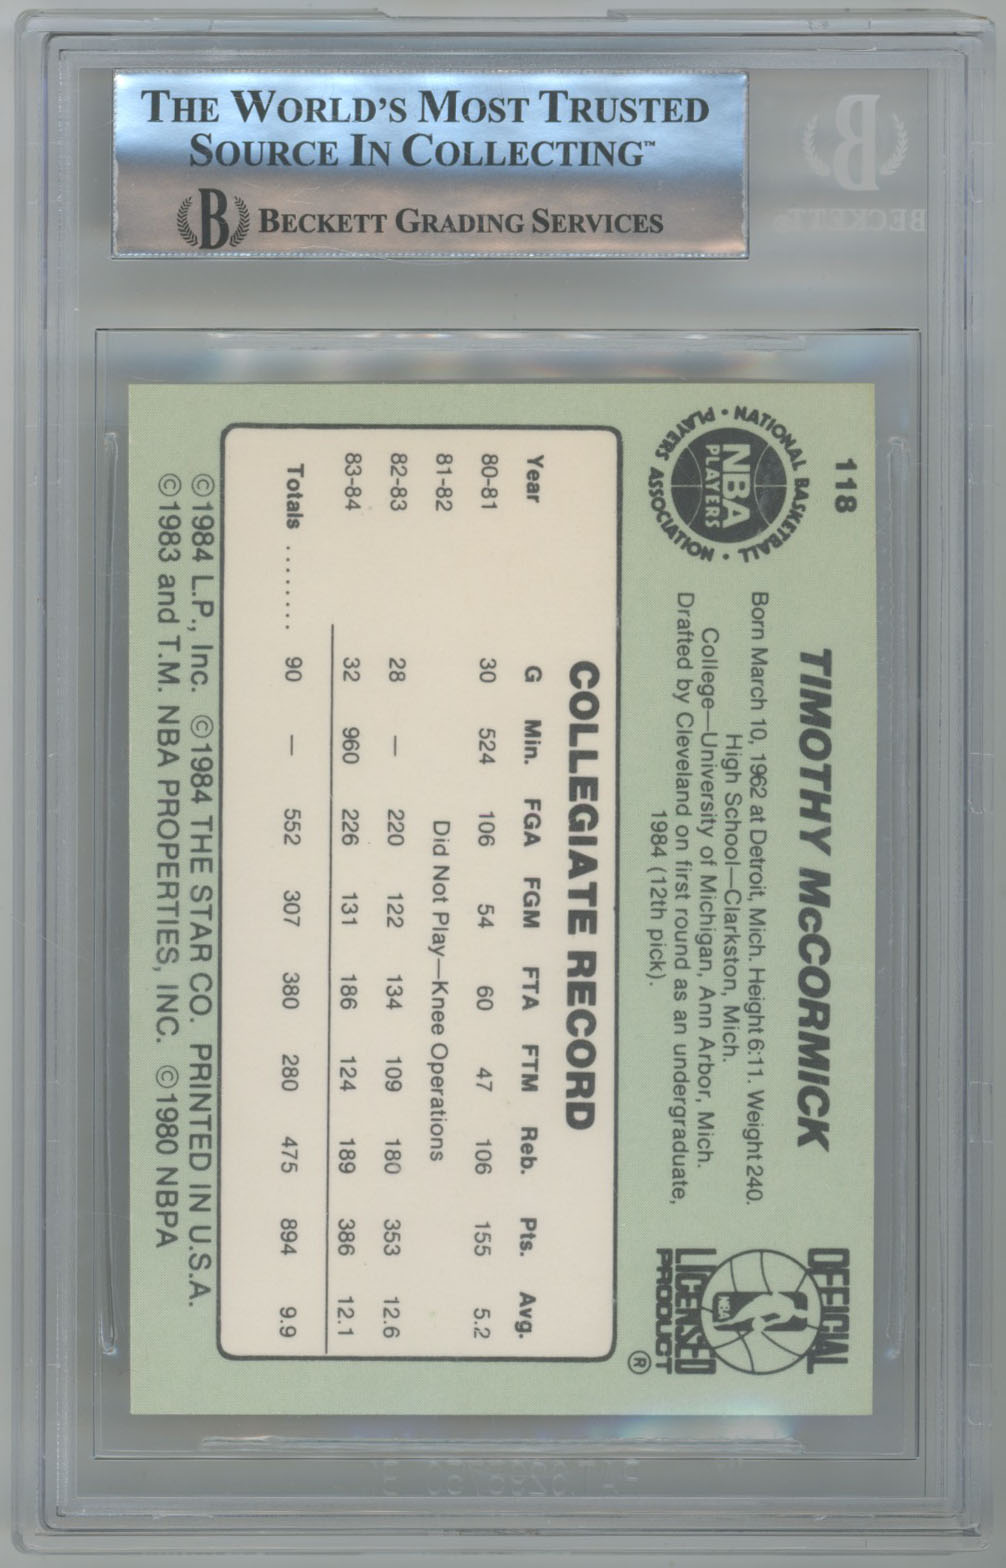 THE WORLD'S MOST TRUSTED
SOURCE IN COLLECTING™
B BECKETT GRADING SERVICES
B
BECKETT®
118
NATIONAL BASKETBALL PLAYERS ASSOCIATION
NBA
PLAYERS
TIMOTHY McCORMICK
Born March 10, 1962 at Detroit, Mich. Height 6:11. Weight 240.
High School—Clarkston, Mich.
College—University of Michigan, Ann Arbor, Mich.
Drafted by Cleveland on first round as an undergraduate,
1984 (12th pick).
OFFICIAL
NBA
LICENSED
PRODUCT
®
COLLEGIATE RECORD
Year G Min. FGA FGM FTA FTM Reb. Pts. Avg.
80-81 30 524 106 54 60 47 106 155 5.2
81-82 Did Not Play—Knee Operations
82-83 28 — 220 122 134 109 180 353 12.6
83-84 32 960 226 131 186 124 189 386 12.1
Totals ........ 90 — 552 307 380 280 475 894 9.9
©1984 L.P., Inc. ©1984 THE STAR CO. PRINTED IN U.S.A.
©1983 and T.M. NBA PROPERTIES, INC. ©1980 NBPA